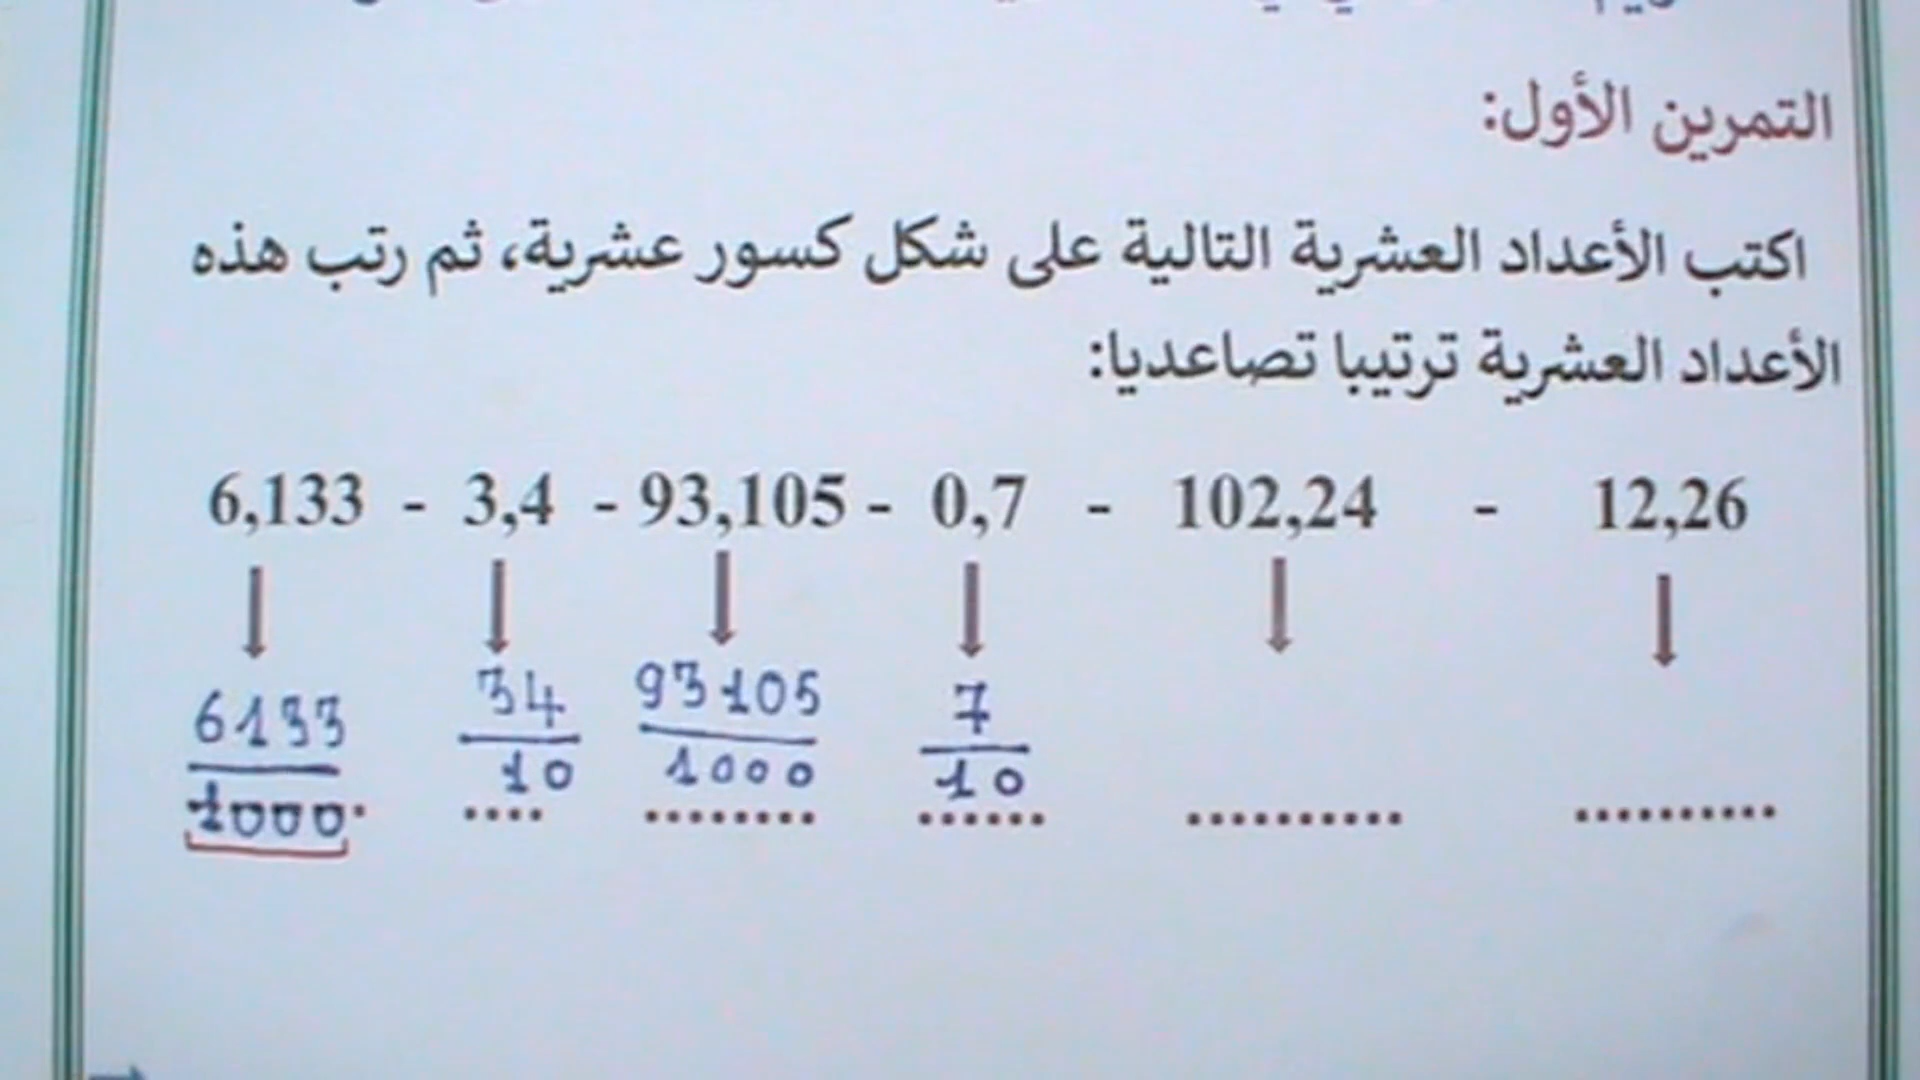 التمرين الأول:
اكتب الأعداد العشرية التالية على شكل كسور عشرية، ثم رتب هذه
الأعداد العشرية ترتيبا تصاعديا:
6,133 - 3,4 - 93,105 - 0,7 - 102,24 - 12,26
6133 34 93105 7
1000 10 1000 10